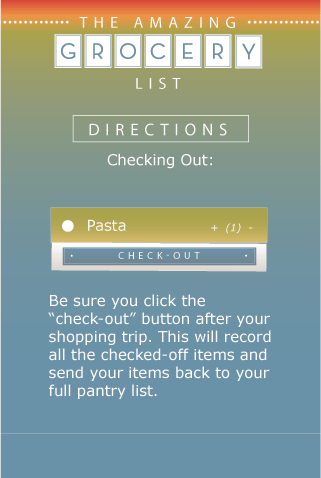 THE AMAZING
GROCERY
LIST
DIRECTIONS
Checking Out:
Pasta + (1) -
CHECK-OUT
Be sure you click the
“check-out” button after your
shopping trip. This will record
all the checked-off items and
send your items back to your
full pantry list.